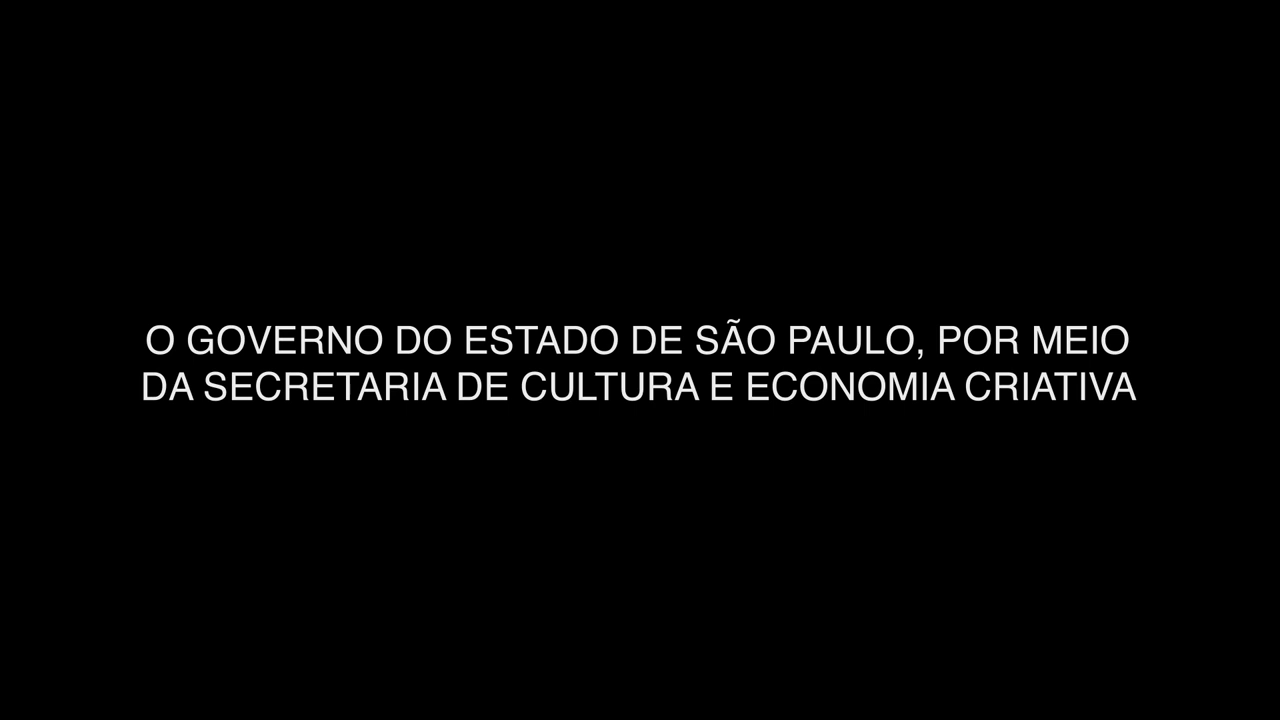 O GOVERNO DO ESTADO DE SÃO PAULO, POR MEIO
DA SECRETARIA DE CULTURA E ECONOMIA CRIATIVA